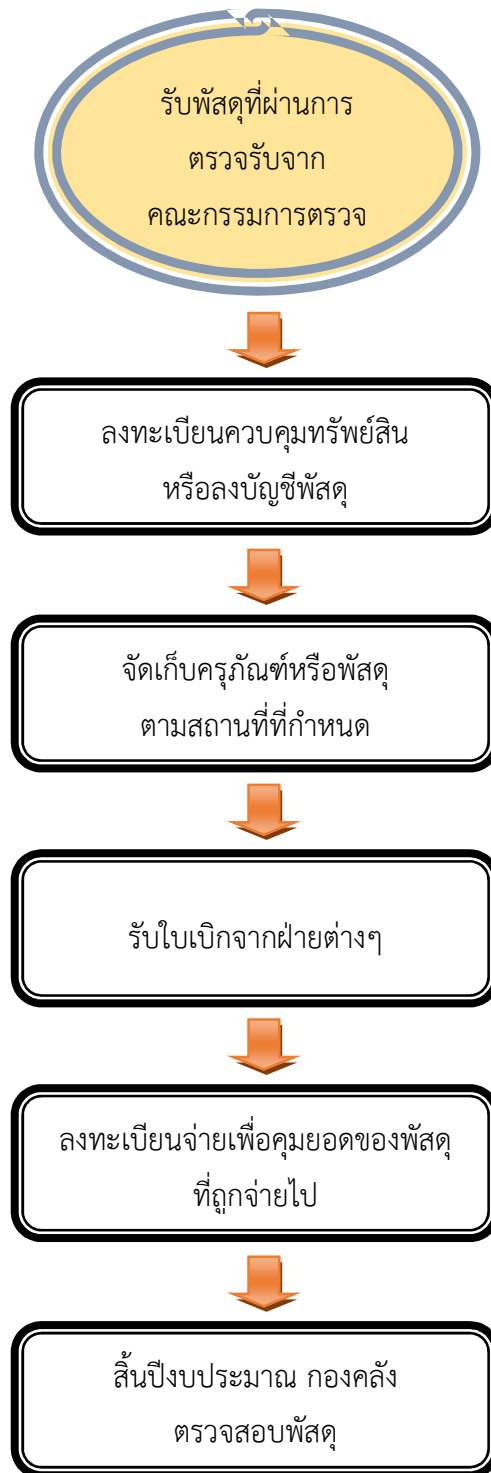 รับพัสดุที่ผ่านการ
ตรวจรับจาก
คณะกรรมการตรวจ
ลงทะเบียนควบคุมทรัพย์สิน
หรือลงบัญชีพัสดุ
จัดเก็บครุภัณฑ์หรือพัสดุ
ตามสถานที่ที่กำหนด
รับใบเบิกจากฝ่ายต่างๆ
ลงทะเบียนจ่ายเพื่อคุมยอดของพัสดุ
ที่ถูกจ่ายไป
สิ้นปีงบประมาณ กองคลัง
ตรวจสอบพัสดุ